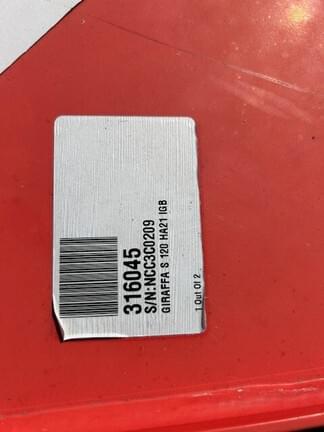 316045
S/N:NCC3C0209
GIRAFFA S 120 HA21 IGB
1 Out Of 2